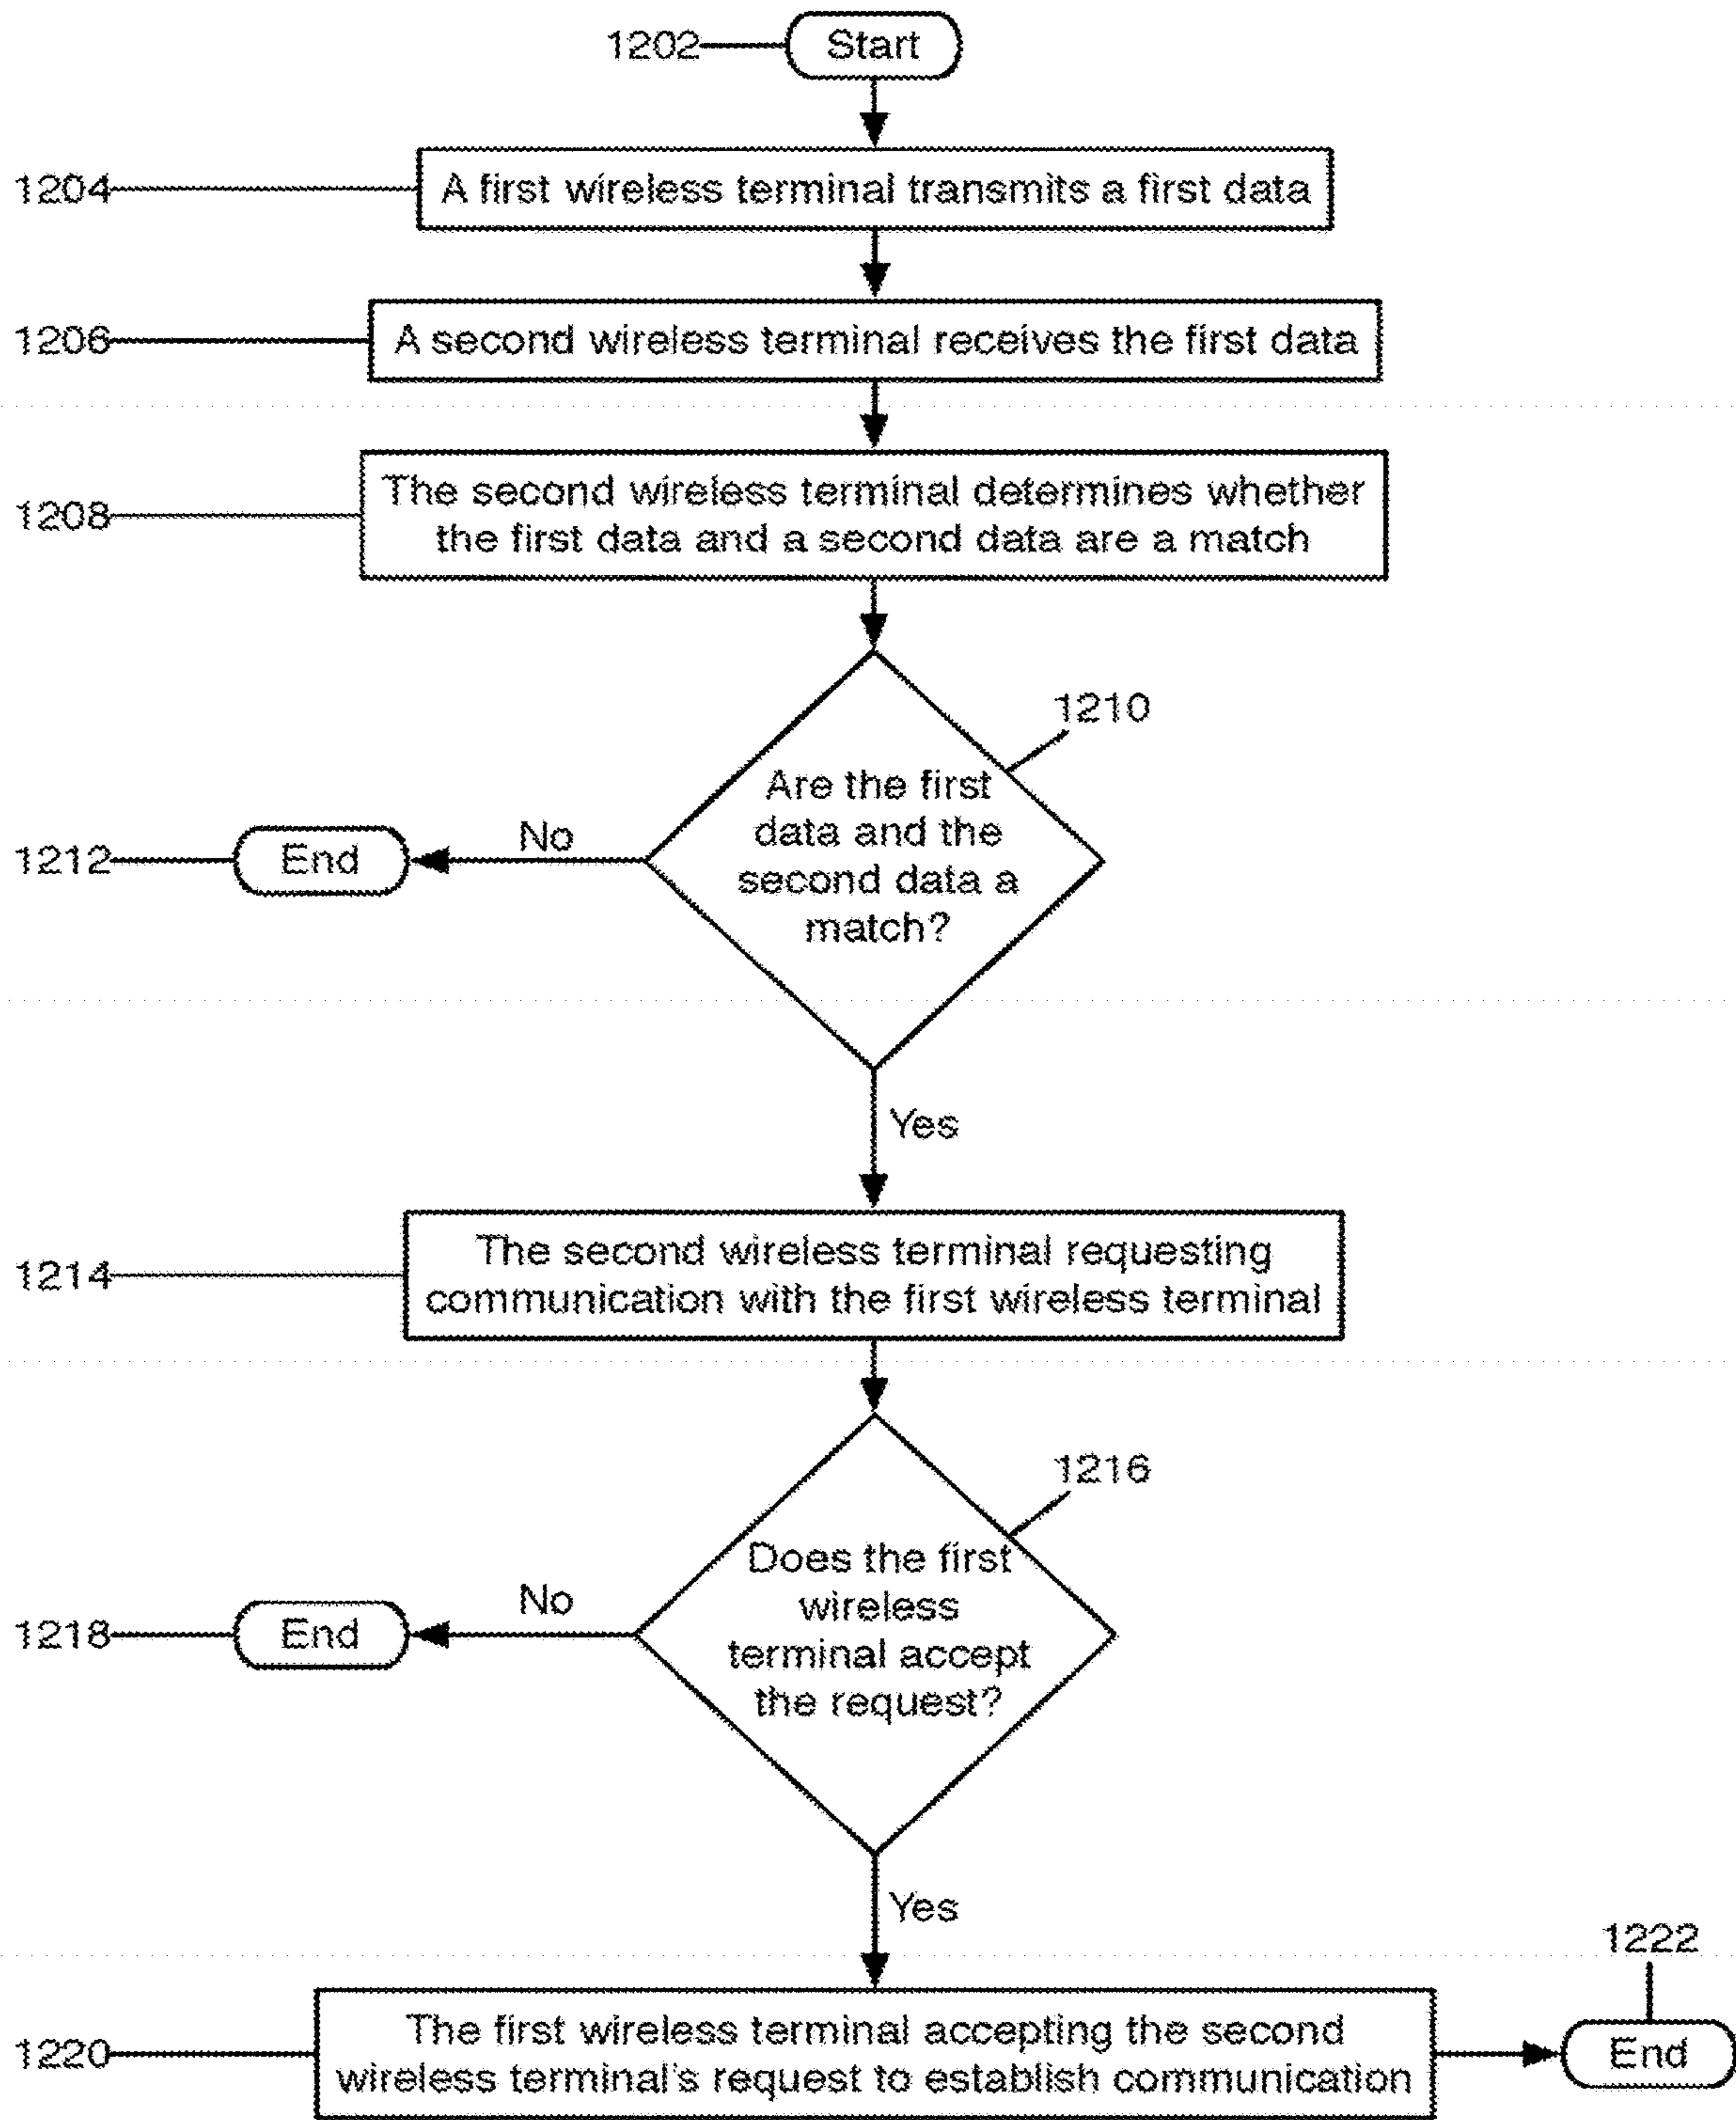 1202
Start
1204
A first wireless terminal transmits a first data
1206
A second wireless terminal receives the first data
1208
The second wireless terminal determines whether
the first data and a second data are a match
1210
Are the first
data and the
second data a
match?
No
1212
End
Yes
1214
The second wireless terminal requesting
communication with the first wireless terminal
1216
Does the first
wireless
terminal accept
the request?
No
1218
End
Yes
1220
The first wireless terminal accepting the second
wireless terminal's request to establish communication
1222
End